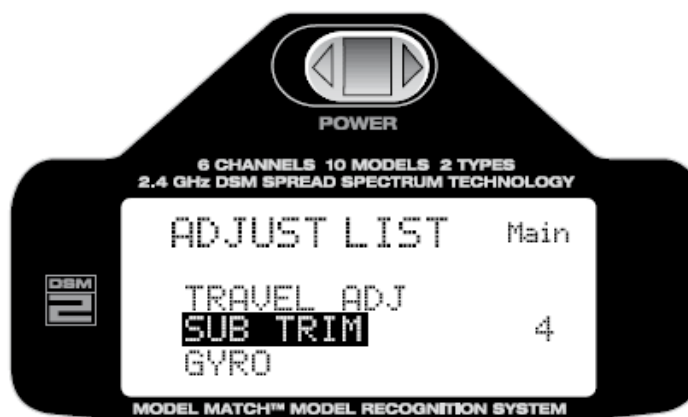 POWER
6 CHANNELS 10 MODELS 2 TYPES
2.4 GHz DSM SPREAD SPECTRUM TECHNOLOGY
ADJUST LIST Main
DSM
2
TRAVEL ADJ
SUB TRIM 4
GYRO
MODEL MATCH™ MODEL RECOGNITION SYSTEM